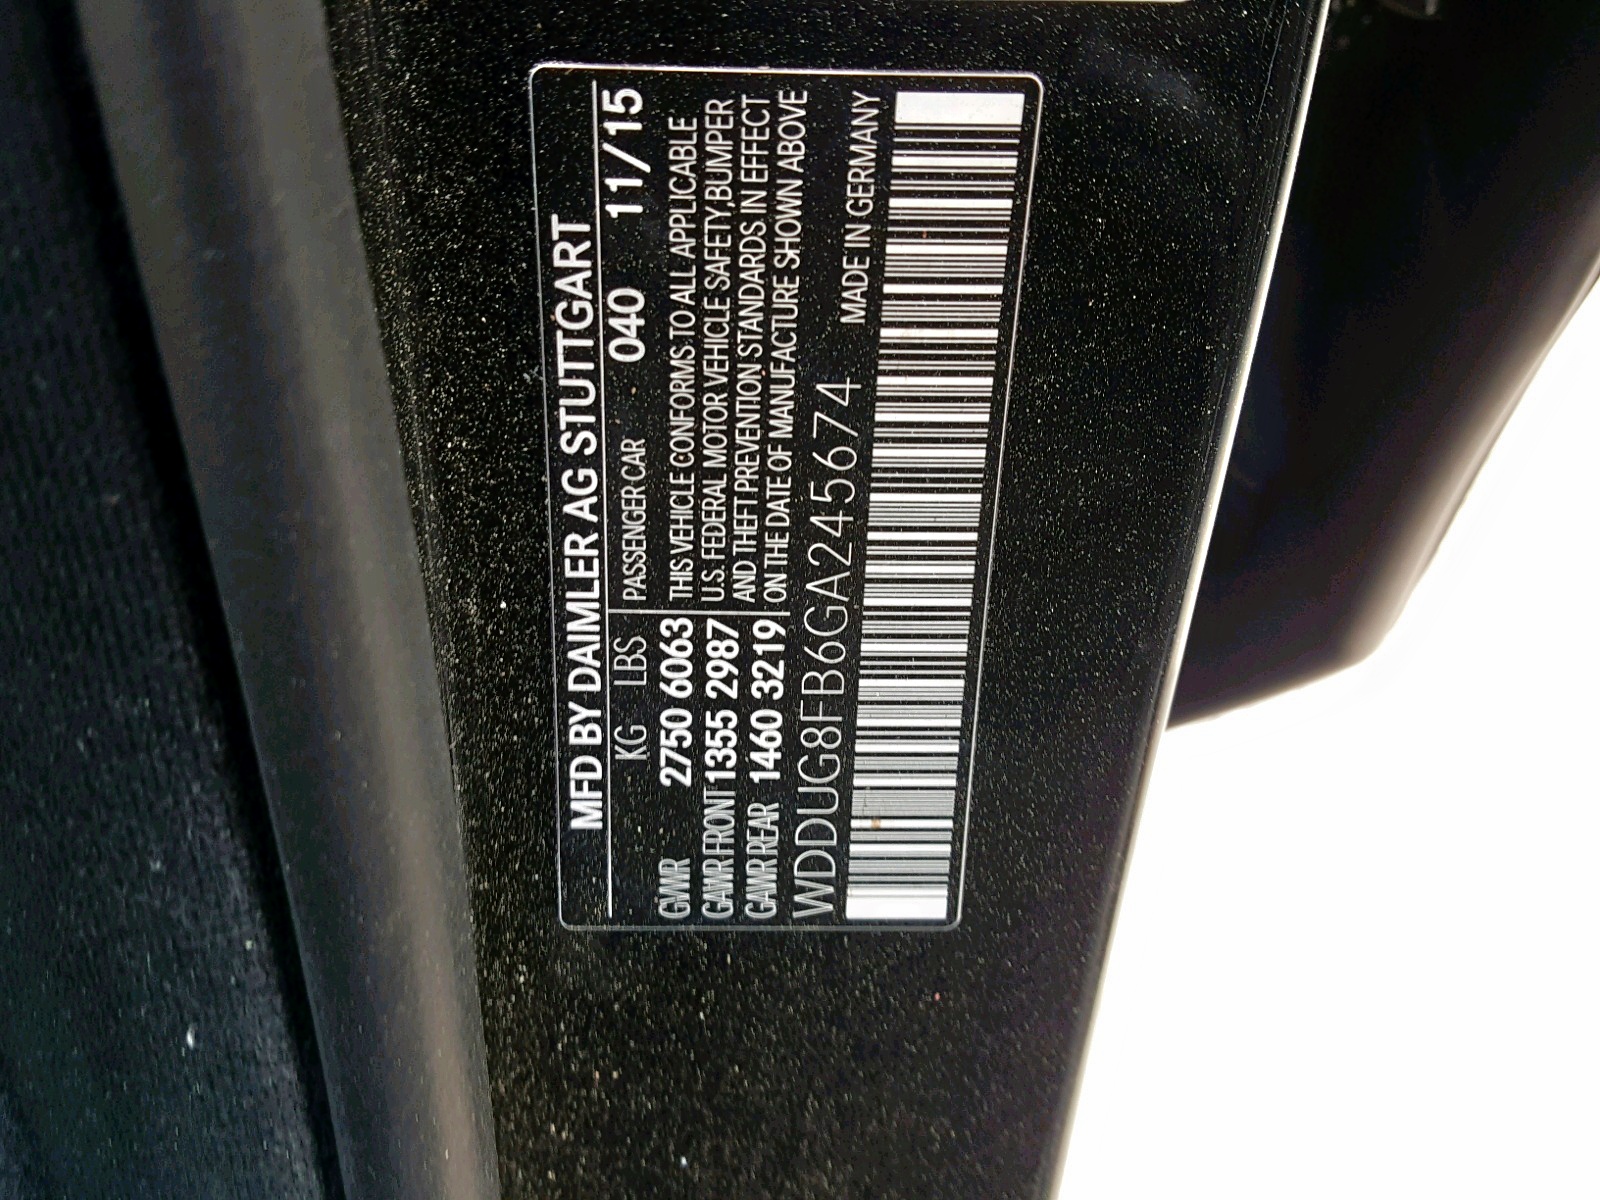 MFD BY DAIMLER AG STUTTGART
KG LBS PASSENGER CAR 040 11/15
GVWR 2750 6063 THIS VEHICLE CONFORMS TO ALL APPLICABLE
GAWR FRONT 1355 2987 U.S. FEDERAL MOTOR VEHICLE SAFETY,BUMPER
GAWR REAR 1460 3219 AND THEFT PREVENTION STANDARDS IN EFFECT
ON THE DATE OF MANUFACTURE SHOWN ABOVE
WDDUG8FB6GA245674 MADE IN GERMANY